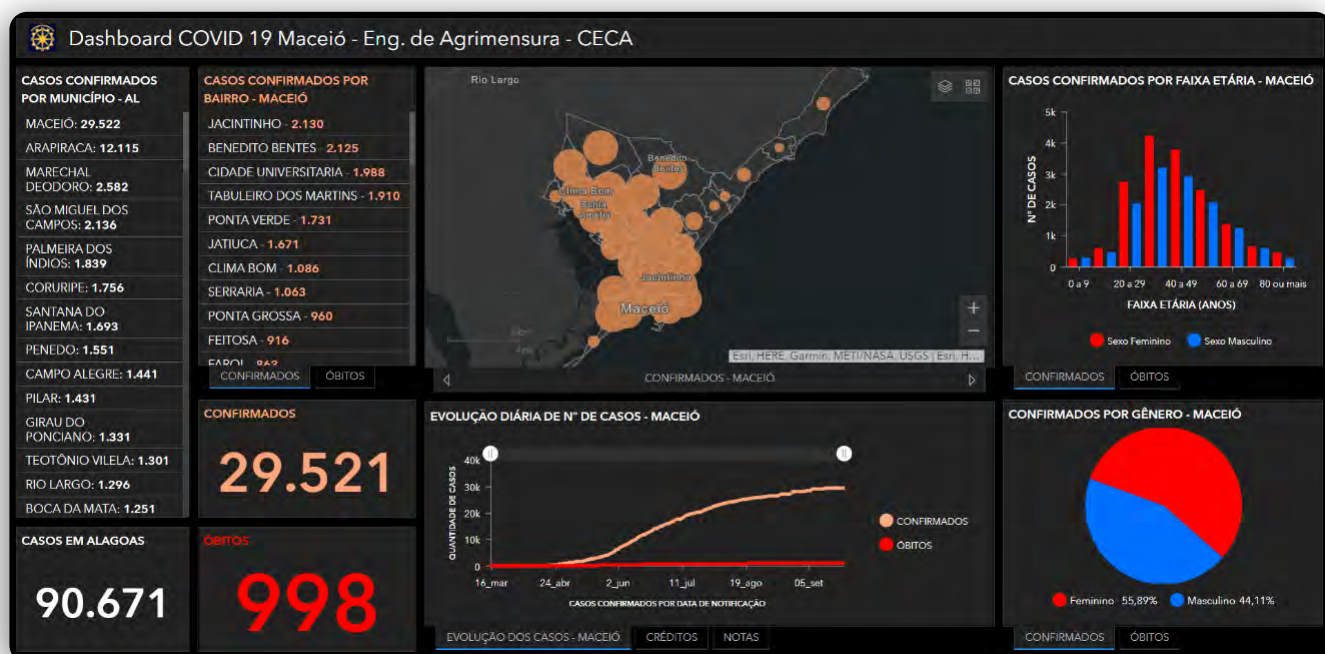 Dashboard COVID 19 Maceió - Eng. de Agrimensura - CECA
CASOS CONFIRMADOS
POR MUNICÍPIO - AL
MACEIÓ: 29.522
ARAPIRACA: 12.115
MARECHAL
DEODORO: 2.582
SÃO MIGUEL DOS
CAMPOS: 2.136
PALMEIRA DOS
ÍNDIOS: 1.839
CORURIPE: 1.756
SANTANA DO
IPANEMA: 1.693
PENEDO: 1.551
CAMPO ALEGRE: 1.441
PILAR: 1.431
GIRAU DO
PONCIANO: 1.331
TEOTÔNIO VILELA: 1.301
RIO LARGO: 1.296
BOCA DA MATA: 1.251
CASOS EM ALAGOAS
90.671
CASOS CONFIRMADOS POR
BAIRRO - MACEIÓ
JACINTINHO - 2.130
BENEDITO BENTES - 2.125
CIDADE UNIVERSITARIA - 1.988
TABULEIRO DOS MARTINS - 1.910
PONTA VERDE - 1.731
JATIUCA - 1.671
CLIMA BOM - 1.086
SERRARIA - 1.063
PONTA GROSSA - 960
FEITOSA - 916
FAROL - 862
CONFIRMADOS
ÓBITOS
CONFIRMADOS
29.521
ÓBITOS
998
Rio Largo
Benedito
Bentes
Clima Bom
Santa
Amélia
Jacintinho
Maceió
+
−
Esri, HERE, Garmin, METI/NASA, USGS | Esri, H...
CONFIRMADOS - MACEIÓ
EVOLUÇÃO DIÁRIA DE N° DE CASOS - MACEIÓ
QUANTIDADE DE CASOS
40k
30k
20k
10k
0
16_mar 24_abr 2_jun 11_jul 19_ago 05_set
CASOS CONFIRMADOS POR DATA DE NOTIFICAÇÃO
CONFIRMADOS
ÓBITOS
EVOLUÇÃO DOS CASOS - MACEIÓ
CRÉDITOS
NOTAS
CASOS CONFIRMADOS POR FAIXA ETÁRIA - MACEIÓ
N° DE CASOS
5k
4k
3k
2k
1k
0
0 a 9 20 a 29 40 a 49 60 a 69 80 ou mais
FAIXA ETÁRIA (ANOS)
Sexo Feminino Sexo Masculino
CONFIRMADOS
ÓBITOS
CONFIRMADOS POR GÊNERO - MACEIÓ
Feminino 55,89% Masculino 44,11%
CONFIRMADOS
ÓBITOS